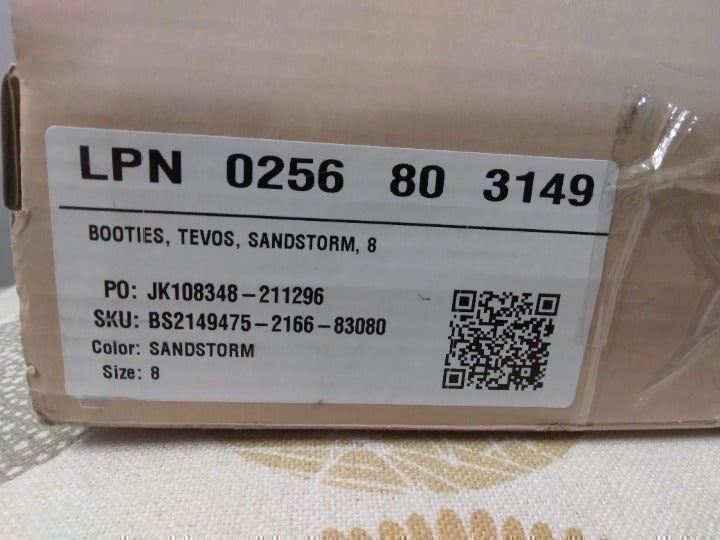 LPN 0256 80 3149
BOOTIES, TEVOS, SANDSTORM, 8
PO: JK108348-211296
SKU: BS2149475-2166-83080
Color: SANDSTORM
Size: 8